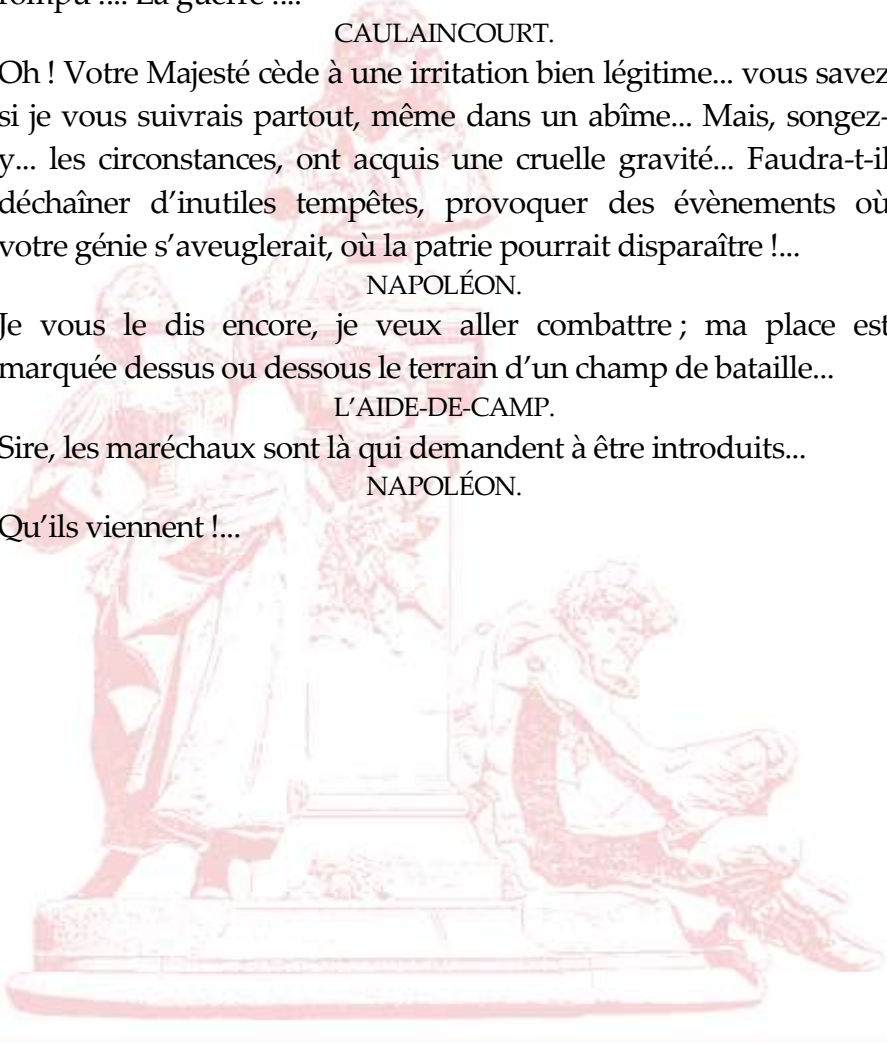 rompu !... La guerre !...
CAULAINCOURT.
Oh ! Votre Majesté cède à une irritation bien légitime... vous savez
si je vous suivrais partout, même dans un abîme... Mais, songez-
y... les circonstances, ont acquis une cruelle gravité... Faudra-t-il
déchaîner d’inutiles tempêtes, provoquer des évènements où
votre génie s’aveuglerait, où la patrie pourrait disparaître !...
NAPOLÉON.
Je vous le dis encore, je veux aller combattre ; ma place est
marquée dessus ou dessous le terrain d’un champ de bataille...
L’AIDE-DE-CAMP.
Sire, les maréchaux sont là qui demandent à être introduits...
NAPOLÉON.
Qu’ils viennent !...